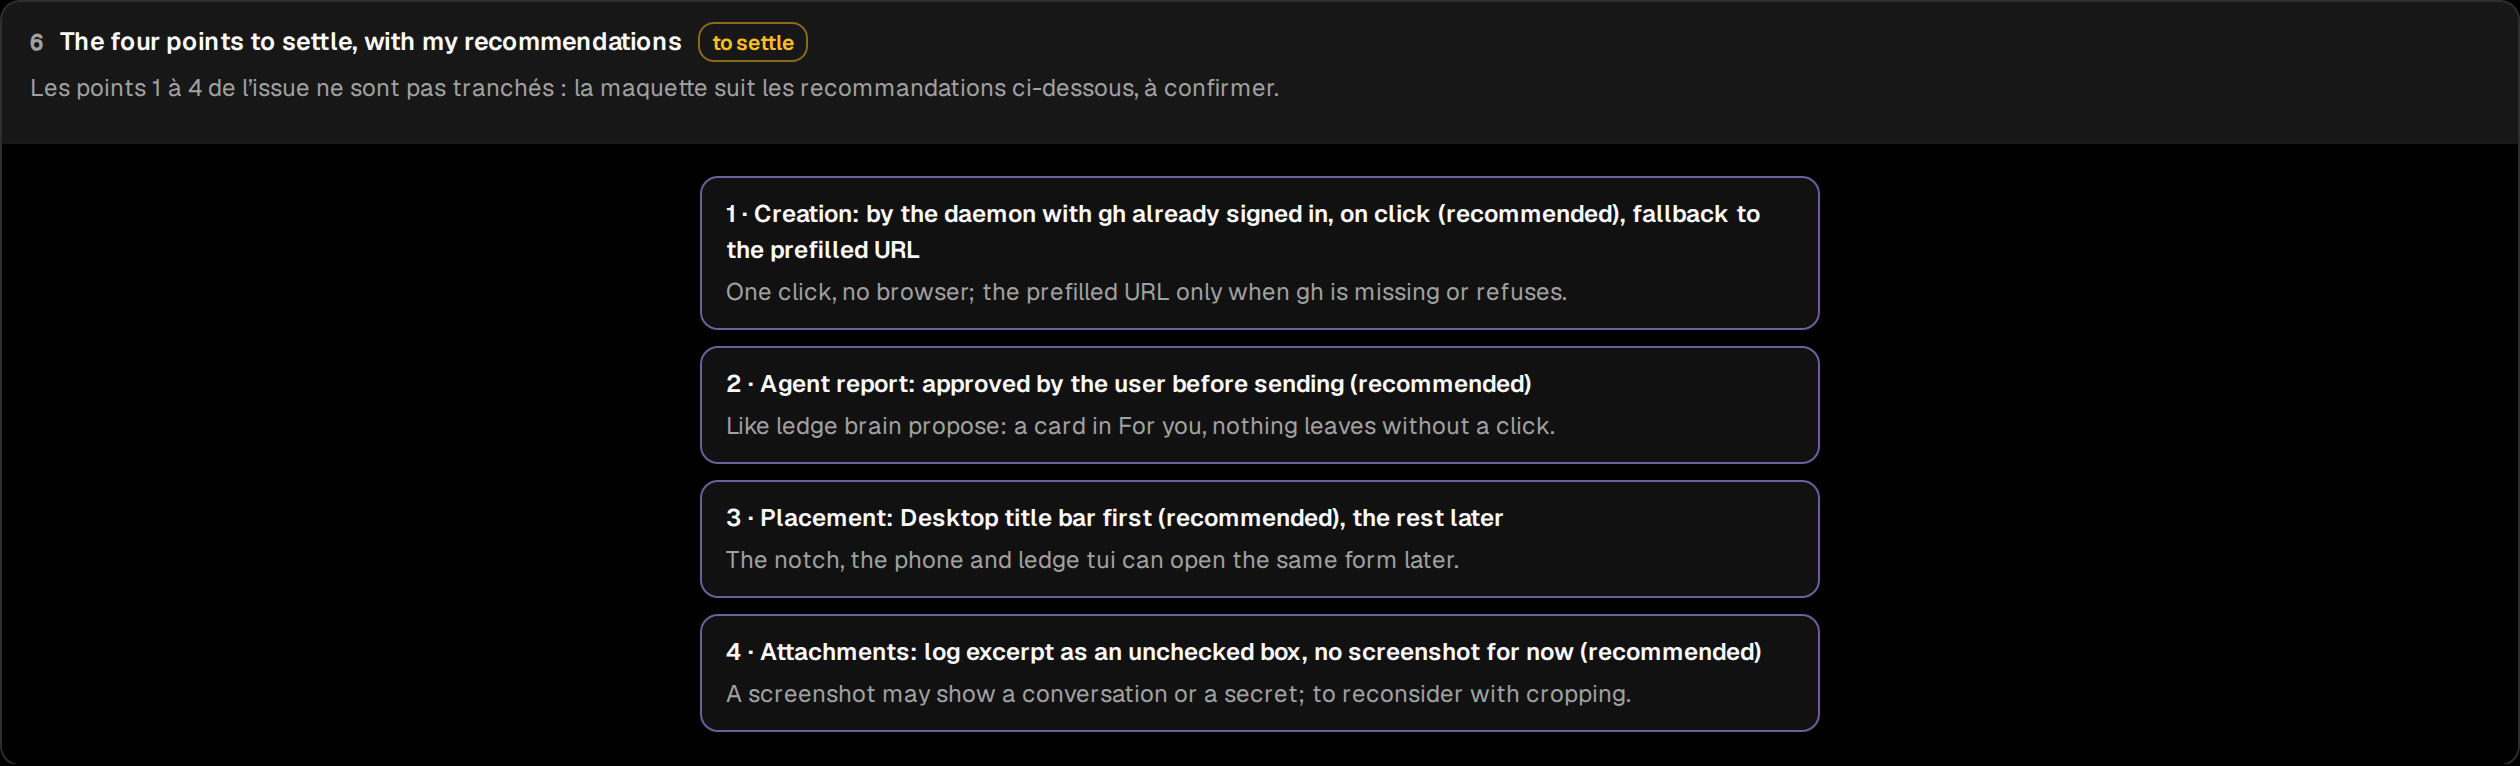 6 The four points to settle, with my recommendations to settle
Les points 1 à 4 de l’issue ne sont pas tranchés : la maquette suit les recommandations ci-dessous, à confirmer.
1 · Creation: by the daemon with gh already signed in, on click (recommended), fallback to
the prefilled URL
One click, no browser; the prefilled URL only when gh is missing or refuses.
2 · Agent report: approved by the user before sending (recommended)
Like ledge brain propose: a card in For you, nothing leaves without a click.
3 · Placement: Desktop title bar first (recommended), the rest later
The notch, the phone and ledge tui can open the same form later.
4 · Attachments: log excerpt as an unchecked box, no screenshot for now (recommended)
A screenshot may show a conversation or a secret; to reconsider with cropping.